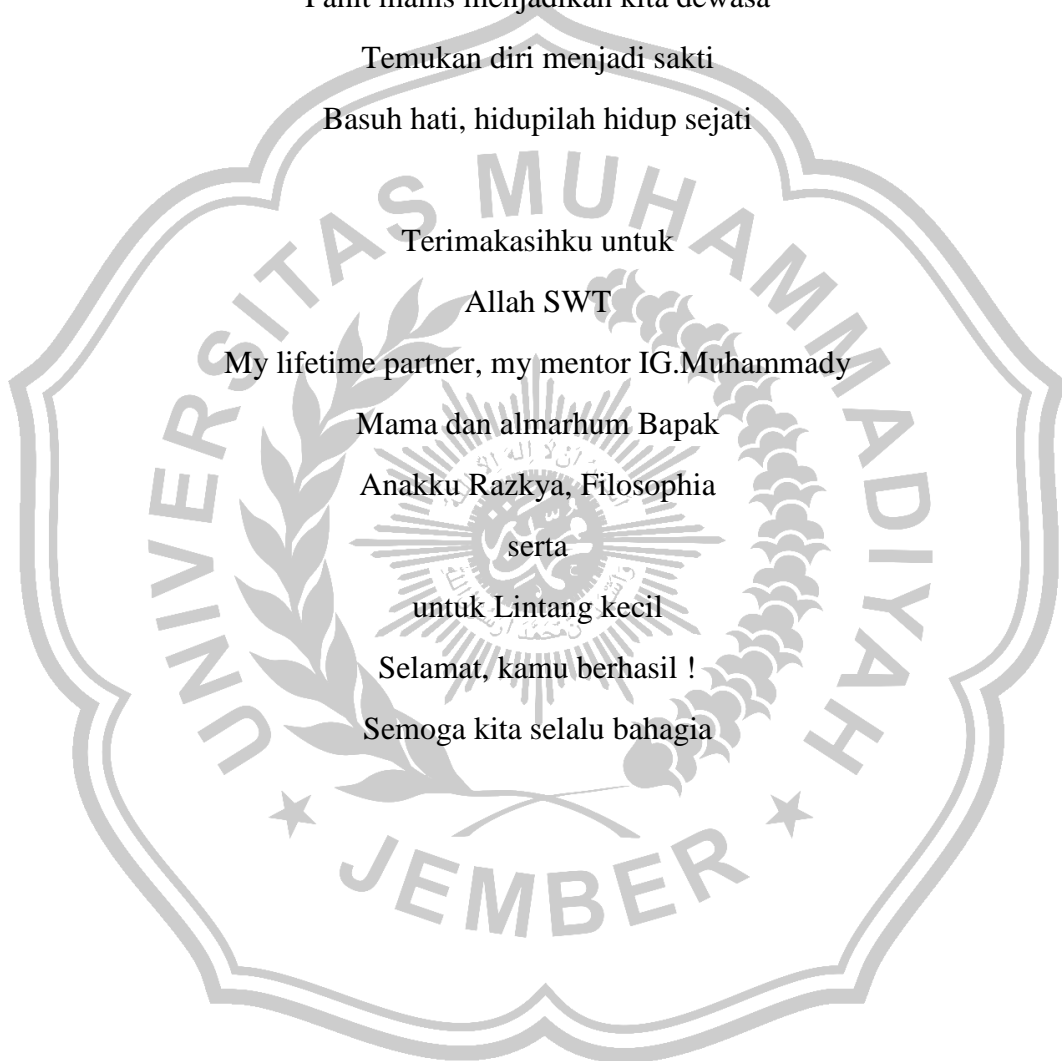 Pahit manis menjadikan kita dewasa
Temukan diri menjadi sakti
Basuh hati, hidupilah hidup sejati
Terimakasihku untuk
Allah SWT
My lifetime partner, my mentor IG.Muhammady
Mama dan almarhum Bapak
Anakku Razkya, Filosophia
serta
untuk Lintang kecil
Selamat, kamu berhasil !
Semoga kita selalu bahagia
UNIVERSITAS MUHAMMADIYAH
JEMBER